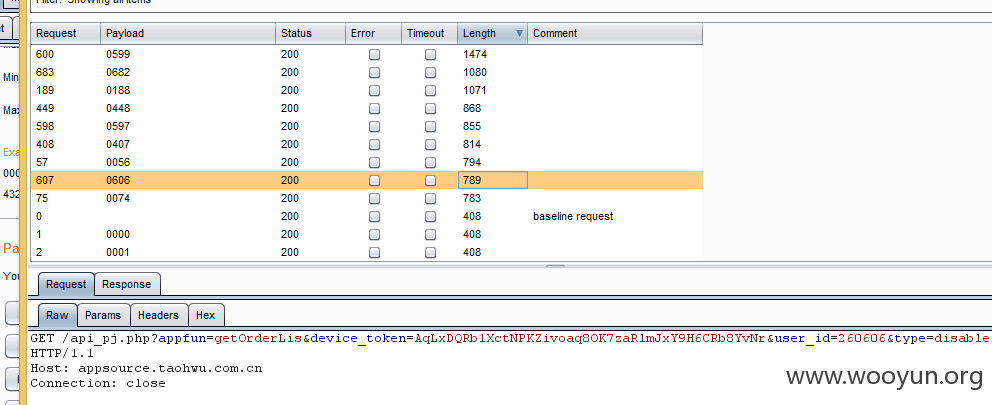 Filter: Showing all items
Request Payload Status Error Timeout Length Comment
600 0599 200 1474
683 0682 200 1080
189 0188 200 1071
449 0448 200 868
598 0597 200 855
408 0407 200 814
57 0056 200 794
607 0606 200 789
75 0074 200 783
0 200 408 baseline request
1 0000 200 408
2 0001 200 408
Min
Max
Exa
000
432
Pa
You
Request Response
Raw Params Headers Hex
GET /api_pj.php?appfun=getOrderLis&device_token=AqLxDQRb1XctNPKZivoaq8OK7zaRlmJxY9H6CRb8YvNr&user_id=260606&type=disable
HTTP/1.1
Host: appsource.taohwu.com.cn
Connection: close
www.wooyun.org